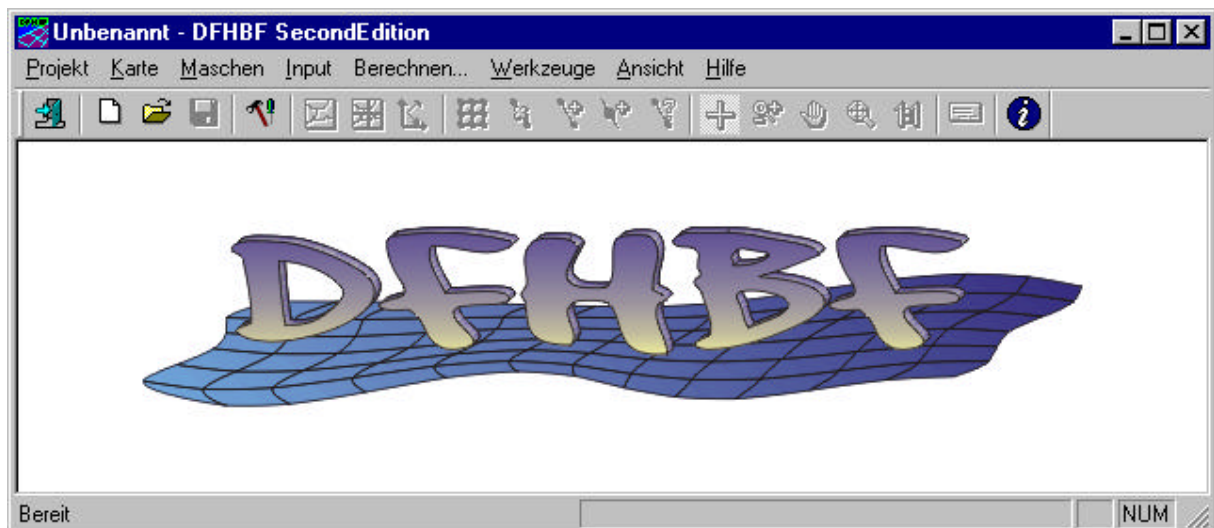 Unbenannt - DFHBF SecondEdition
Projekt Karte Maschen Input Berechnen... Werkzeuge Ansicht Hilfe
DFHBF
Bereit NUM